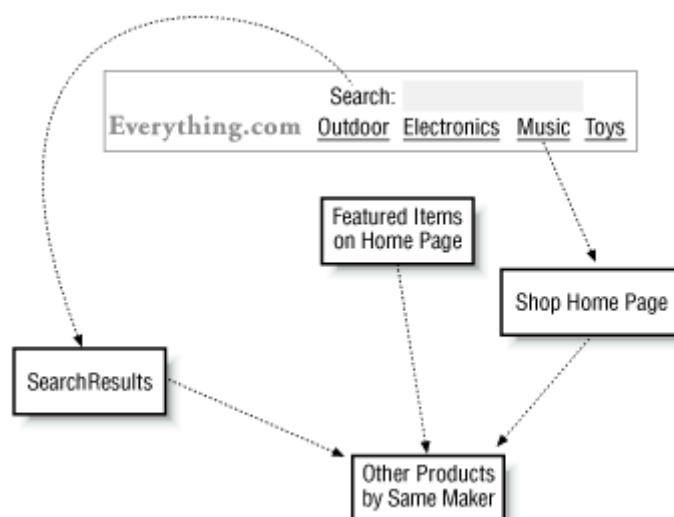 Search:
Everything.com Outdoor Electronics Music Toys
Featured Items
on Home Page
Shop Home Page
SearchResults
Other Products
by Same Maker